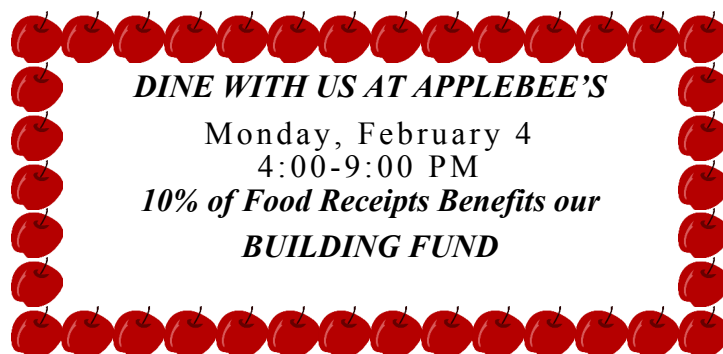 DINE WITH US AT APPLEBEE’S
Monday, February 4
4:00-9:00 PM
10% of Food Receipts Benefits our
BUILDING FUND